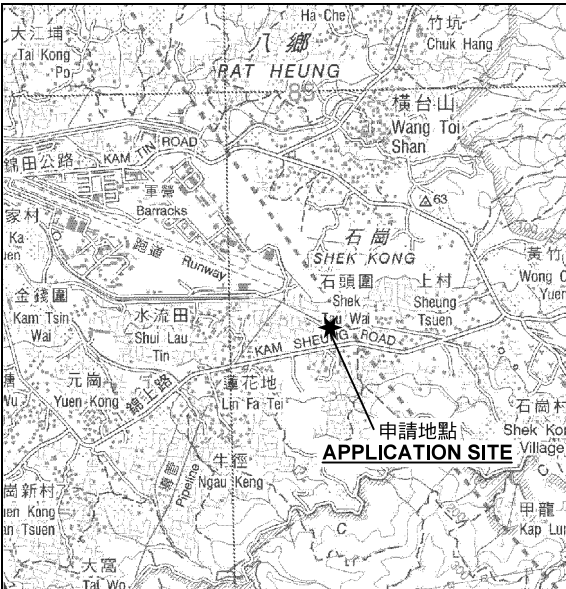 Ha Che
大江埔
Tai Kong
Po
八鄉
PAT HEUNG
竹坑
Chuk Hang
89
橫台山
Wang Toi
Shan
錦田公路
KAM TIN ROAD
軍營
Barracks
63
家村
石崗
SHEK KONG
跑道
Runway
石頭圍
Shek
Tsu Wai
上村
Sheung
Tsuen
黃竹
Wong C
Yuen
金錢圍
Kam Tsin
Wai
水流田
Shui Lau
Tin
KAM SHEUNG ROAD
錦上路
元崗
Yuen Kong
蓮花地
Lin Fa Tei
石崗村
Shek Kon
Village
申請地點
APPLICATION SITE
牛徑
Ngau Keng
Pipeline
崗新村
uen Kong
an Tsuen
C
C
甲龍
Kap Lun
大窩
Tai Wo